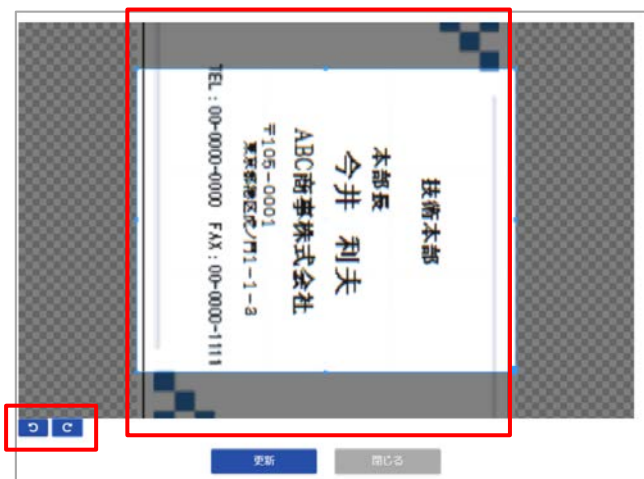 技術本部
本部長
今井 利夫
ABC商事株式会社
〒105-0001
東京都港区虎ノ門1-1-3
TEL:00-0000-0000 FAX:00-0000-1111
更新
閉じる